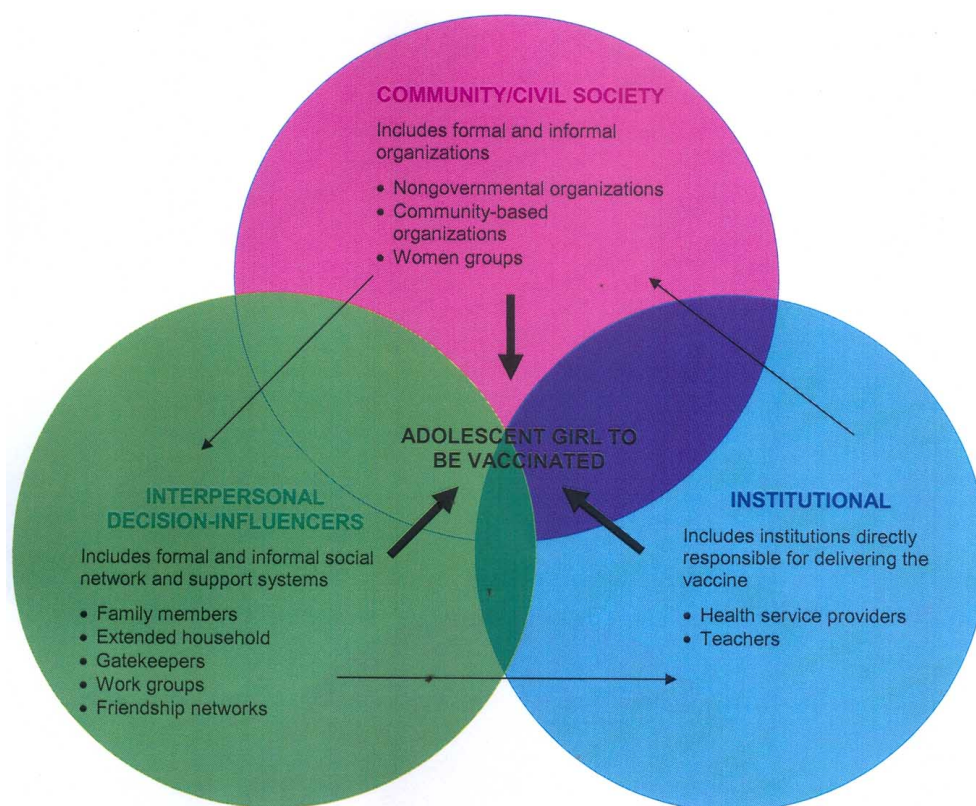 COMMUNITY/CIVIL SOCIETY
Includes formal and informal
organizations
• Nongovernmental organizations
• Community-based
organizations
• Women groups
ADOLESCENT GIRL TO
BE VACCINATED
INTERPERSONAL
DECISION-INFLUENCERS
Includes formal and informal social
network and support systems
• Family members
• Extended household
• Gatekeepers
• Work groups
• Friendship networks
INSTITUTIONAL
Includes institutions directly
responsible for delivering the
vaccine
• Health service providers
• Teachers